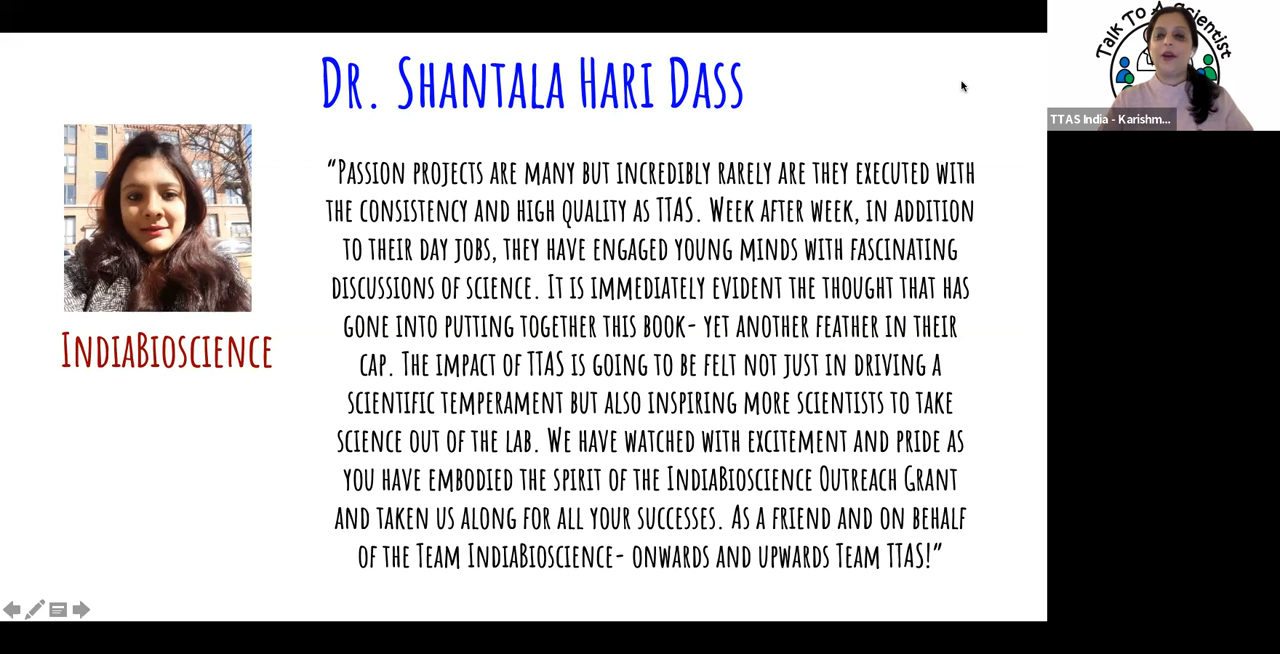 Dr. Shantala Hari Dass
Talk To A Scientist
TTAS India - Karishm...
"Passion projects are many but incredibly rarely are they executed with
the consistency and high quality as TTAS. Week after week, in addition
to their day jobs, they have engaged young minds with fascinating
discussions of science. It is immediately evident the thought that has
gone into putting together this book- yet another feather in their
cap. The impact of TTAS is going to be felt not just in driving a
scientific temperament but also inspiring more scientists to take
science out of the lab. We have watched with excitement and pride as
you have embodied the spirit of the IndiaBioscience Outreach Grant
and taken us along for all your successes. As a friend and on behalf
of the Team IndiaBioscience- onwards and upwards Team TTAS!"
IndiaBioscience